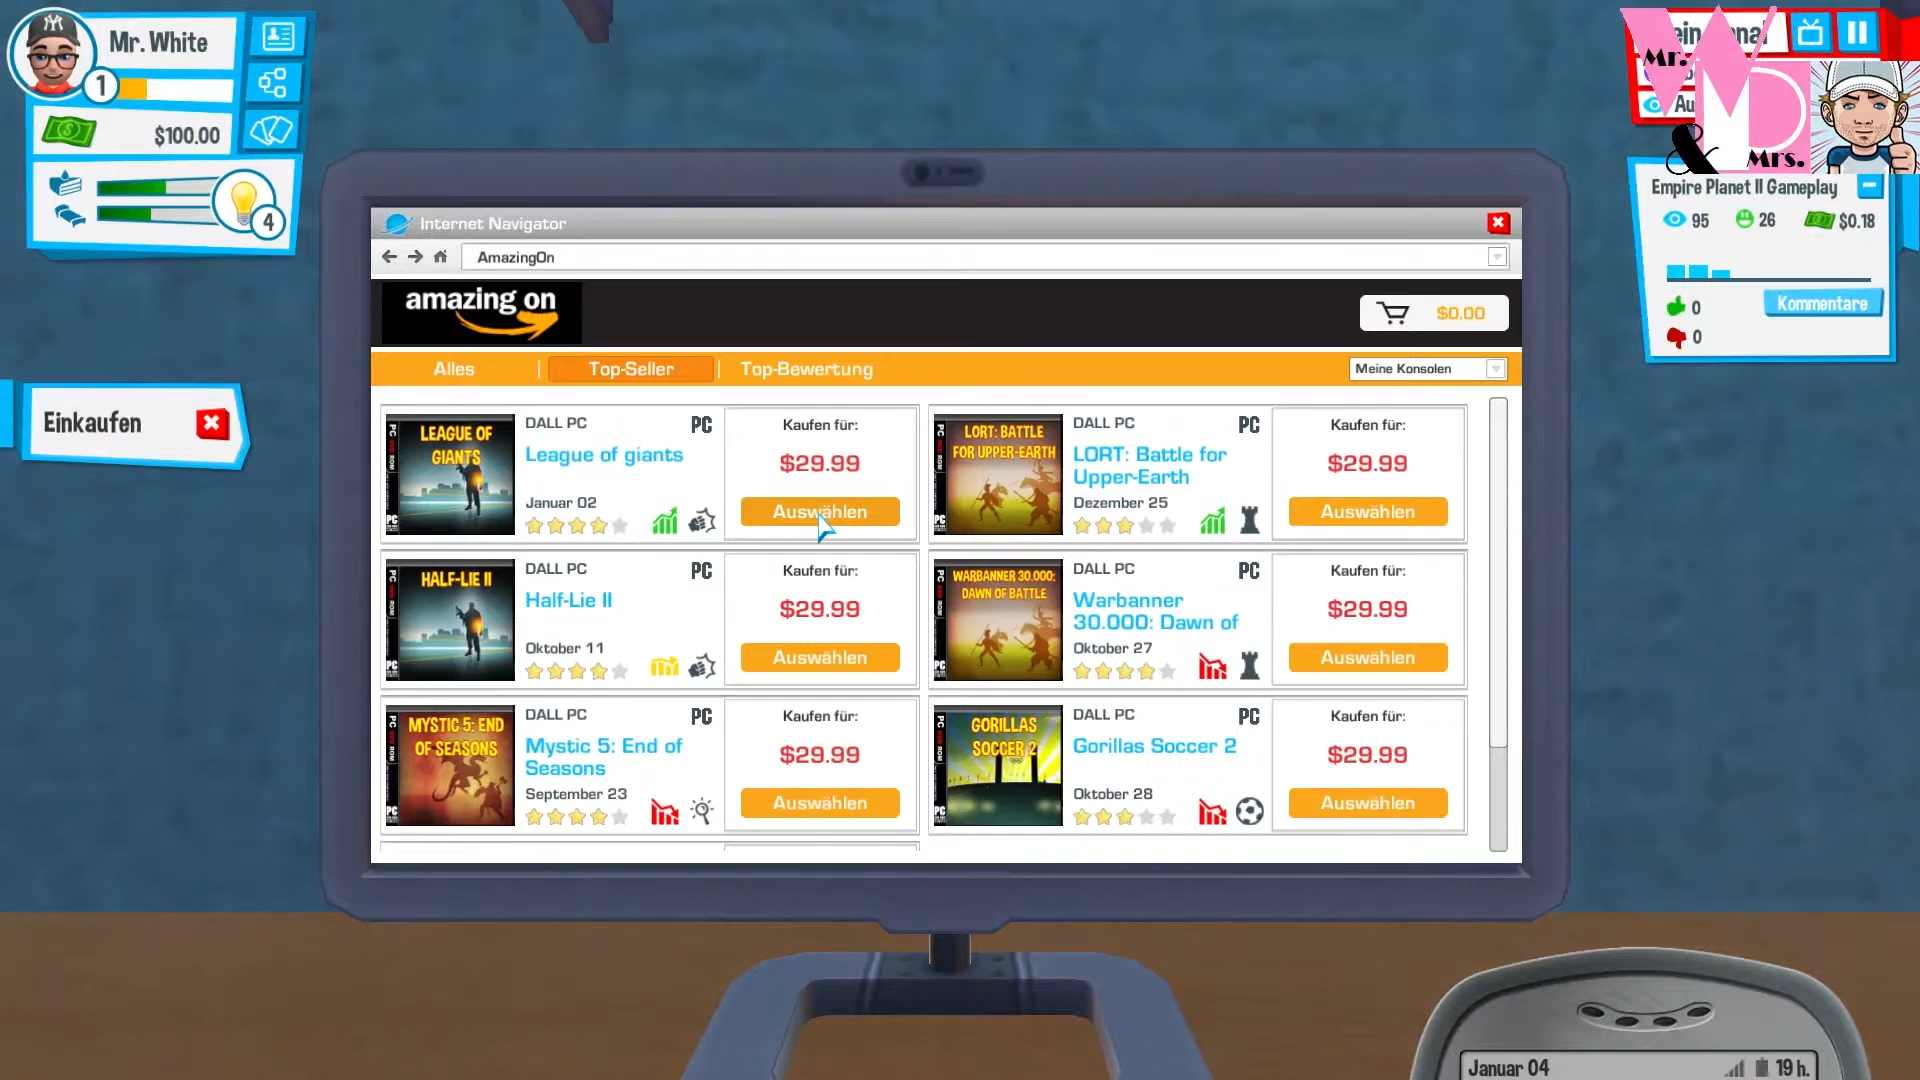 Mr. White
1
$100.00
4
Einkaufen
Internet Navigator
AmazingOn
amazing on
$0.00
Alles | Top-Seller | Top-Bewertung
Meine Konsolen
LEAGUE OF
GIANTS
DALL PC
PC
League of giants
Januar 02
Kaufen für:
$29.99
Auswählen
LORT: BATTLE
FOR UPPER-EARTH
DALL PC
PC
LORT: Battle for
Upper-Earth
Dezember 25
Kaufen für:
$29.99
Auswählen
HALF-LIE II
DALL PC
PC
Half-Lie II
Oktober 11
Kaufen für:
$29.99
Auswählen
WARBANNER 30.000:
DAWN OF BATTLE
DALL PC
PC
Warbanner
30.000: Dawn of
Oktober 27
Kaufen für:
$29.99
Auswählen
MYSTIC 5: END
OF SEASONS
DALL PC
PC
Mystic 5: End of
Seasons
September 23
Kaufen für:
$29.99
Auswählen
GORILLAS
SOCCER 2
DALL PC
PC
Gorillas Soccer 2
Oktober 28
Kaufen für:
$29.99
Auswählen
Mr.
W
M
D
&
Mrs.
Empire Planet II Gameplay
95
26
$0.18
0
Kommentare
0
Januar 04
19 h.